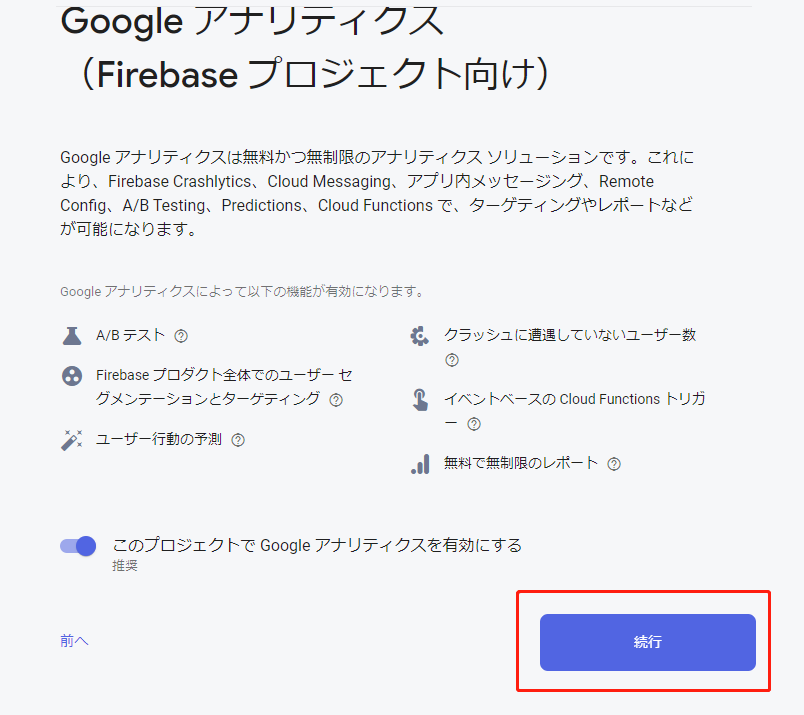 Google アナリティクス
（Firebase プロジェクト向け）
Google アナリティクスは無料かつ無制限のアナリティクス ソリューションです。これに
より、Firebase Crashlytics、Cloud Messaging、アプリ内メッセージング、Remote
Config、A/B Testing、Predictions、Cloud Functions で、ターゲティングやレポートなど
が可能になります。
Google アナリティクスによって以下の機能が有効になります。
A/B テスト
Firebase プロダクト全体でのユーザー セ
グメンテーションとターゲティング
ユーザー行動の予測
クラッシュに遭遇していないユーザー数
イベントベースの Cloud Functions トリガ
ー
無料で無制限のレポート
このプロジェクトで Google アナリティクスを有効にする
推奨
前へ
続行